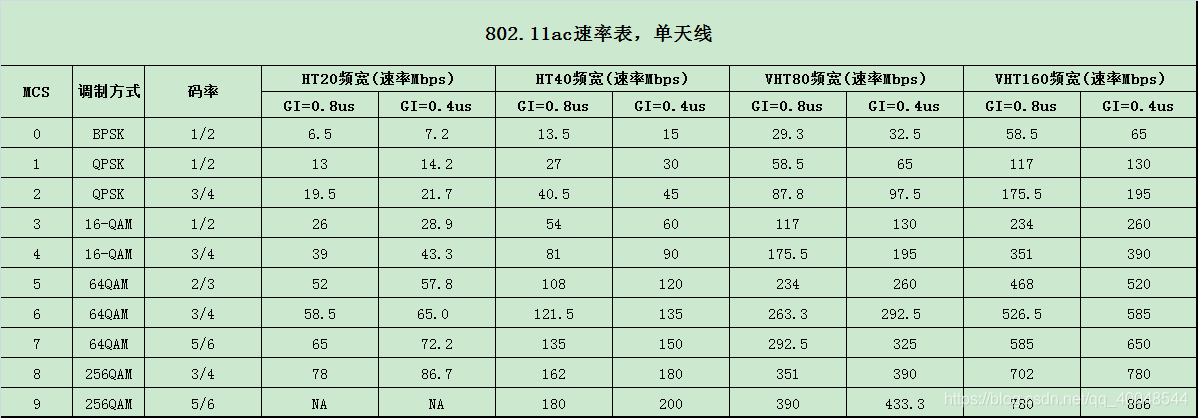 802.11ac速率表，单天线
MCS 调制方式 码率 HT20频宽(速率Mbps) HT40频宽(速率Mbps) VHT80频宽(速率Mbps) VHT160频宽(速率Mbps)
GI=0.8us GI=0.4us GI=0.8us GI=0.4us GI=0.8us GI=0.4us GI=0.8us GI=0.4us
0 BPSK 1/2 6.5 7.2 13.5 15 29.3 32.5 58.5 65
1 QPSK 1/2 13 14.2 27 30 58.5 65 117 130
2 QPSK 3/4 19.5 21.7 40.5 45 87.8 97.5 175.5 195
3 16-QAM 1/2 26 28.9 54 60 117 130 234 260
4 16-QAM 3/4 39 43.3 81 90 175.5 195 351 390
5 64QAM 2/3 52 57.8 108 120 234 260 468 520
6 64QAM 3/4 58.5 65.0 121.5 135 263.3 292.5 526.5 585
7 64QAM 5/6 65 72.2 135 150 292.5 325 585 650
8 256QAM 3/4 78 86.7 162 180 351 390 702 780
9 256QAM 5/6 NA NA 180 200 390 433.3 780 866
https://blog.csdn.net/qq_40048544